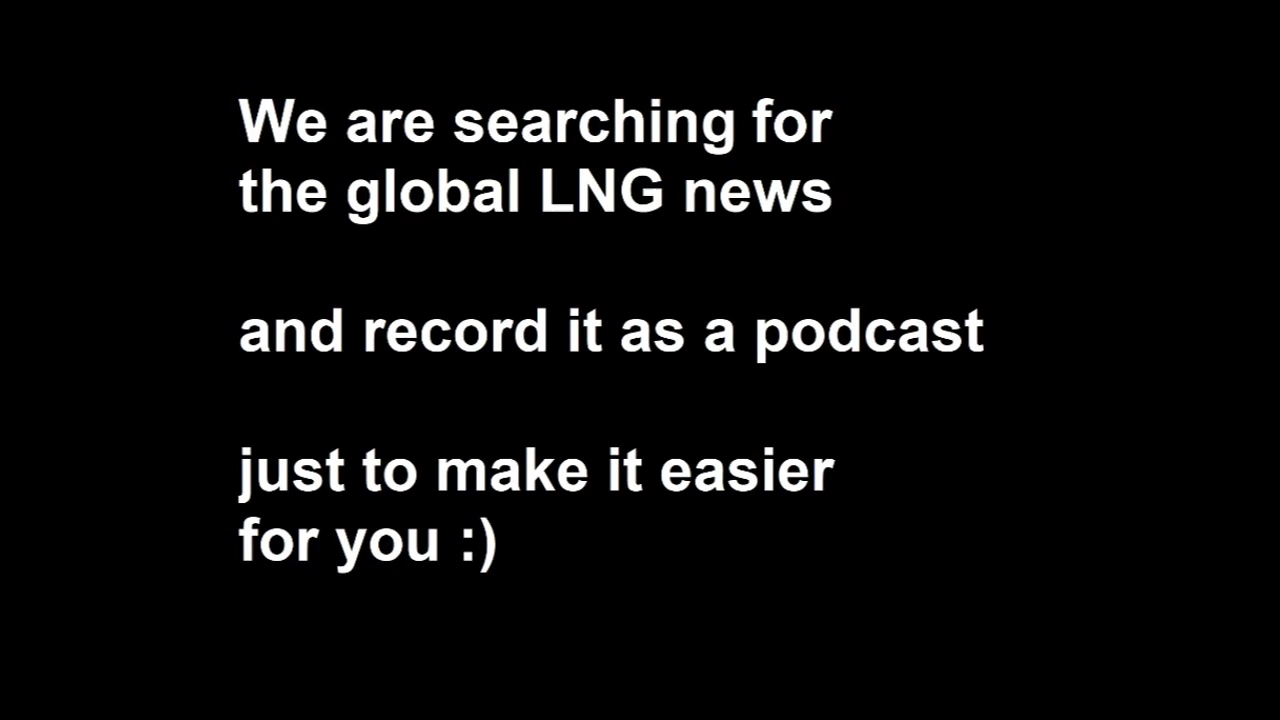 We are searching for
the global LNG news
and record it as a podcast
just to make it easier
for you :)